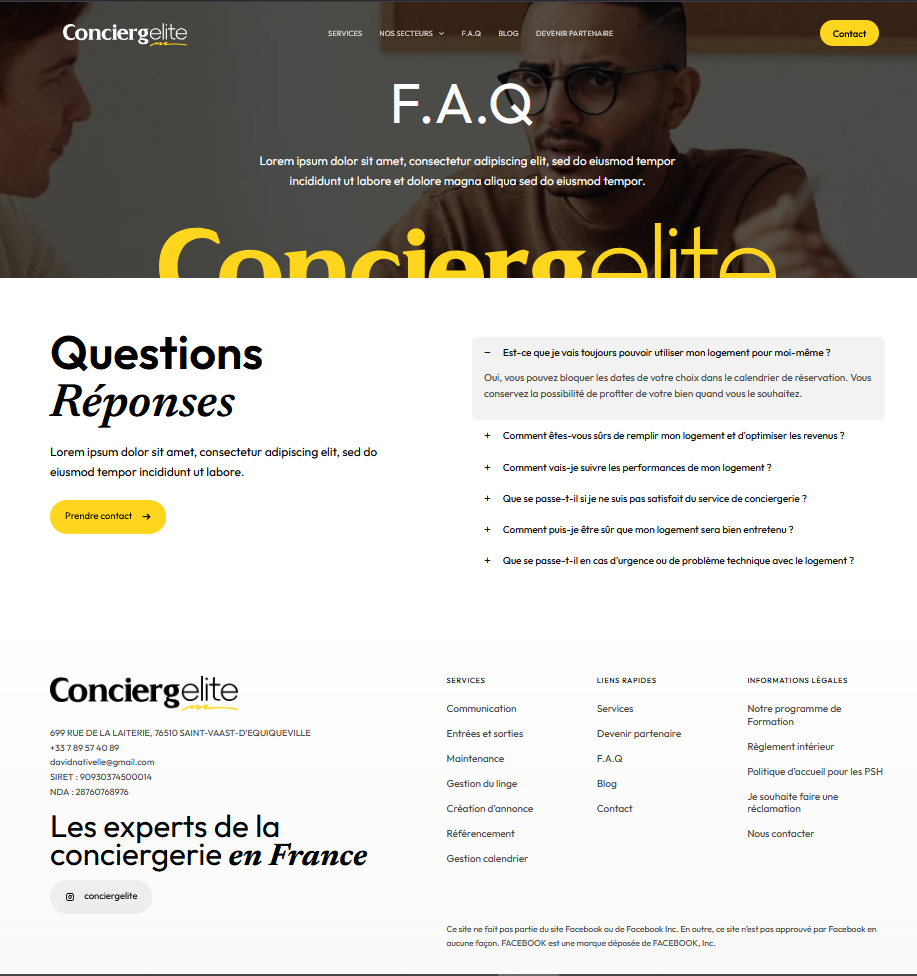 Conciergelite
SERVICES
NOS SECTEURS
F.A.Q
BLOG
DEVENIR PARTENAIRE
Contact
F.A.Q
Lorem ipsum dolor sit amet, consectetur adipiscing elit, sed do eiusmod tempor
incididunt ut labore et dolore magna aliqua sed do eiusmod tempor.
Conciergelite
Questions
Réponses
Lorem ipsum dolor sit amet, consectetur adipiscing elit, sed do
eiusmod tempor incididunt ut labore.
Prendre contact →
− Est-ce que je vais toujours pouvoir utiliser mon logement pour moi-même ?
Oui, vous pouvez bloquer les dates de votre choix dans le calendrier de réservation. Vous
conservez la possibilité de profiter de votre bien quand vous le souhaitez.
+ Comment êtes-vous sûrs de remplir mon logement et d'optimiser les revenus ?
+ Comment vais-je suivre les performances de mon logement ?
+ Que se passe-t-il si je ne suis pas satisfait du service de conciergerie ?
+ Comment puis-je être sûr que mon logement sera bien entretenu ?
+ Que se passe-t-il en cas d'urgence ou de problème technique avec le logement ?
Conciergelite
699 RUE DE LA LAITERIE, 76510 SAINT-VAAST-D'EQUIQUEVILLE
+33 7 89 57 40 89
davidnativelle@gmail.com
SIRET : 90930374500014
NDA : 28760768976
Les experts de la
conciergerie en France
conciergelite
SERVICES
Communication
Entrées et sorties
Maintenance
Gestion du linge
Création d'annonce
Référencement
Gestion calendrier
LIENS RAPIDES
Services
Devenir partenaire
F.A.Q
Blog
Contact
INFORMATIONS LÉGALES
Notre programme de
Formation
Règlement intérieur
Politique d'accueil pour les PSH
Je souhaite faire une
réclamation
Nous contacter
Ce site ne fait pas partie du site Facebook ou de Facebook Inc. En outre, ce site n'est pas approuvé par Facebook en
aucune façon. FACEBOOK est une marque déposée de FACEBOOK, Inc.